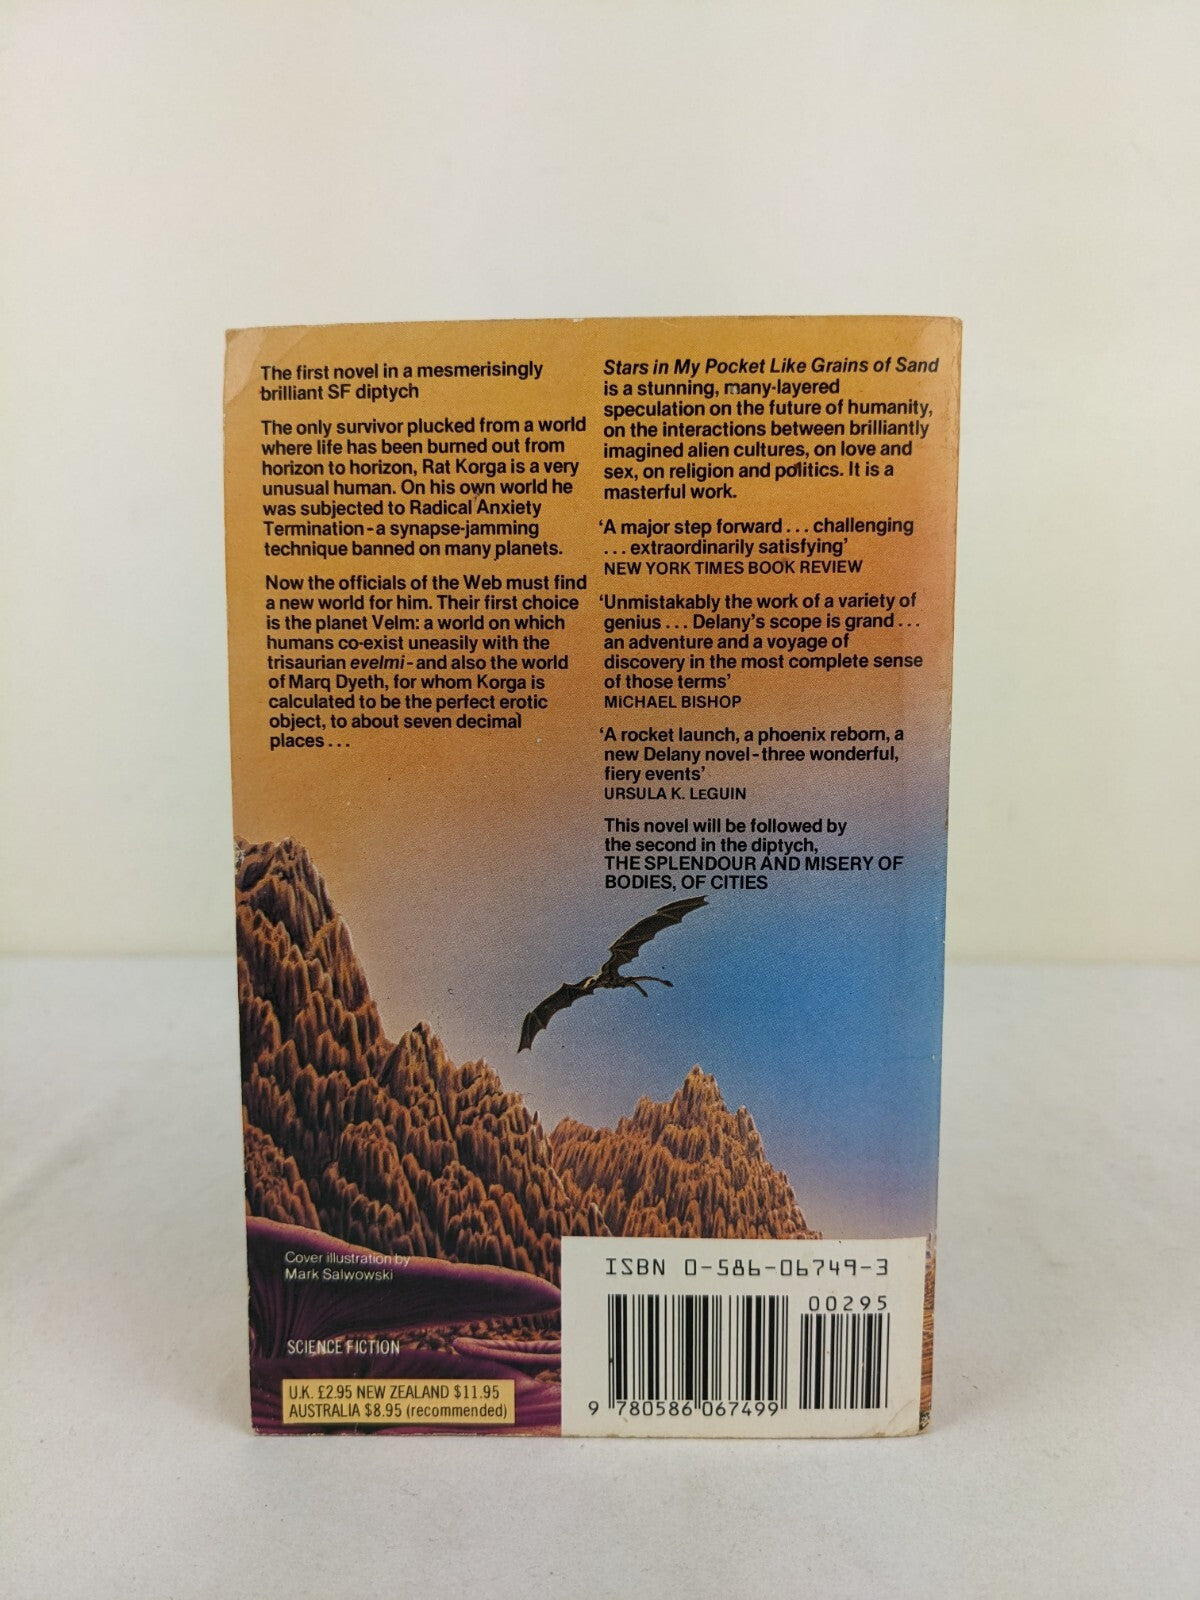 The first novel in a mesmerisingly
brilliant SF diptych
The only survivor plucked from a world
where life has been burned out from
horizon to horizon, Rat Korga is a very
unusual human. On his own world he
was subjected to Radical Anxiety
Termination - a synapse-jamming
technique banned on many planets.
Now the officials of the Web must find
a new world for him. Their first choice
is the planet Velm: a world on which
humans co-exist uneasily with the
trisaurian evelmi - and also the world
of Marq Dyeth, for whom Korga is
calculated to be the perfect erotic
object, to about seven decimal
places...
Stars in My Pocket Like Grains of Sand
is a stunning, many-layered
speculation on the future of humanity,
on the interactions between brilliantly
imagined alien cultures, on love and
sex, on religion and politics. It is a
masterful work.
'A major step forward... challenging
... extraordinarily satisfying'
NEW YORK TIMES BOOK REVIEW
'Unmistakably the work of a variety of
genius... Delany's scope is grand...
an adventure and a voyage of
discovery in the most complete sense
of those terms'
MICHAEL BISHOP
'A rocket launch, a phoenix reborn, a
new Delany novel - three wonderful,
fiery events'
URSULA K. LEGUIN
This novel will be followed by
the second in the diptych,
THE SPLENDOUR AND MISERY OF
BODIES, OF CITIES
Cover illustration by
Mark Salwowski
SCIENCE FICTION
U.K. £2.95 NEW ZEALAND $11.95
AUSTRALIA $8.95 (recommended)
ISBN 0-586-06749-3
00295
9 780586 067499